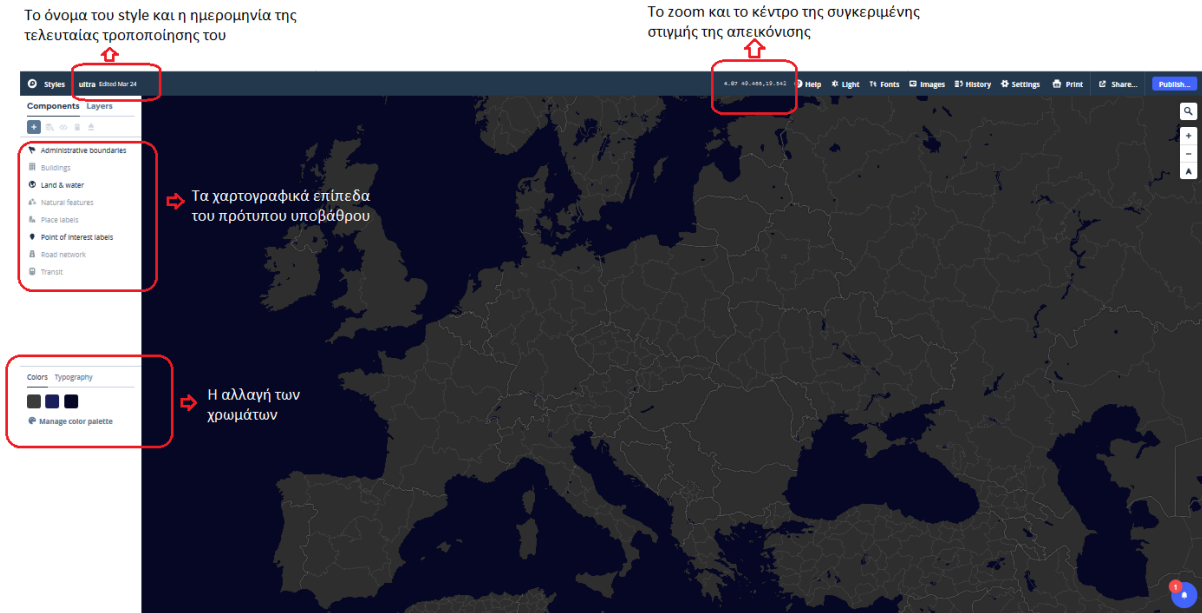 Το όνομα του style και η ημερομηνία της
τελευταίας τροποποίησης του
Το zoom και το κέντρο της συγκεριμένης
στιγμής της απεικόνισης
Styles ultra Edited Mar 24
Help Light Fonts Images History Settings Print Share... Publish...
Components Layers
Administrative boundaries
Buildings
Land & water
Natural features
Place labels
Point of interest labels
Road network
Transit
Τα χαρτογραφικά επίπεδα
του πρότυπου υποβάθρου
Colors Typography
Manage color palette
Η αλλαγή των
χρωμάτων
1